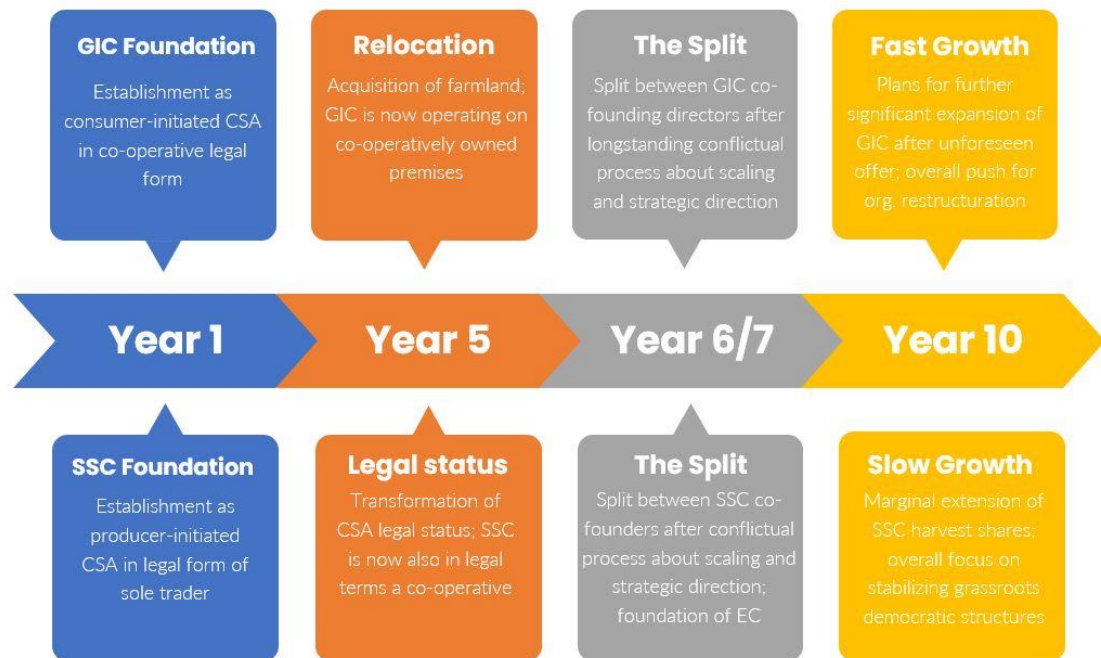 GIC Foundation
Establishment as
consumer-initiated CSA
in co-operative legal
form
Relocation
Acquisition of farmland;
GIC is now operating on
co-operatively owned
premises
The Split
Split between GIC co-
founding directors after
longstanding conflictual
process about scaling
and strategic direction
Fast Growth
Plans for further
significant expansion of
GIC after unforeseen
offer; overall push for
org. restructuration
Year 1
Year 5
Year 6/7
Year 10
SSC Foundation
Establishment as
producer-initiated
CSA in legal form of
sole trader
Legal status
Transformation of
CSA legal status; SSC
is now also in legal
terms a co-operative
The Split
Split between SSC co-
founders after conflictual
process about scaling and
strategic direction;
foundation of EC
Slow Growth
Marginal extension of
SSC harvest shares;
overall focus on
stabilizing grassroots
democratic structures